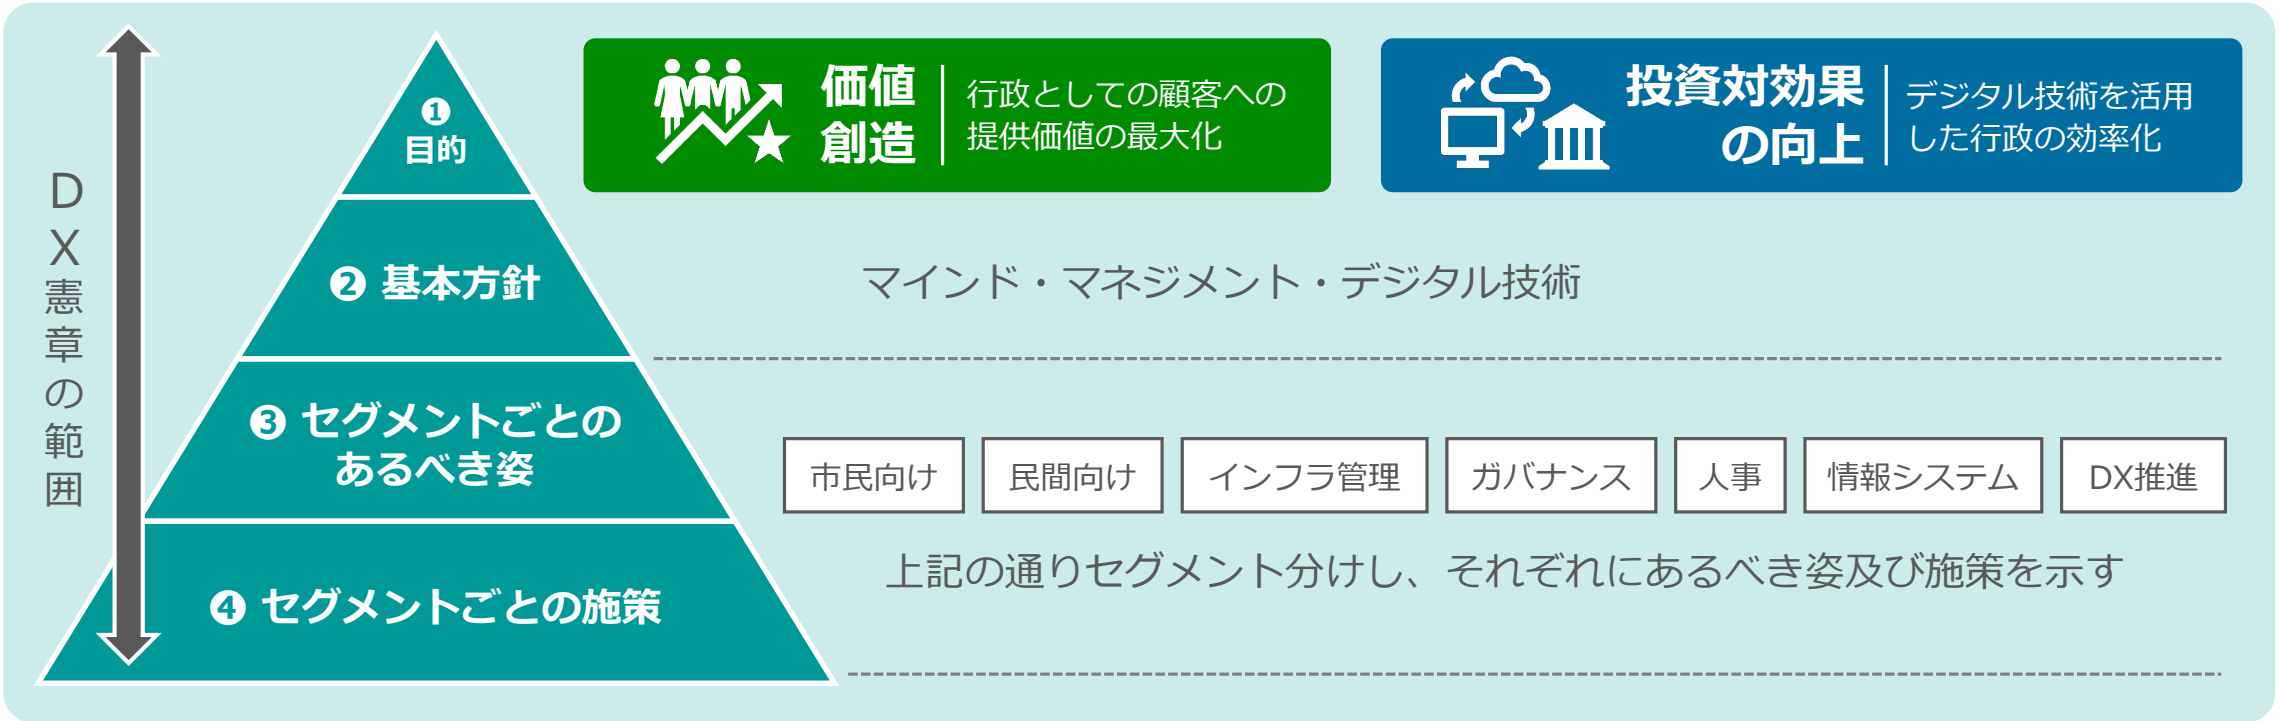 DX憲章の範囲
❶
目的
価値
創造
行政としての顧客への
提供価値の最大化
投資対効果
の向上
デジタル技術を活用
した行政の効率化
❷ 基本方針
マインド・マネジメント・デジタル技術
❸ セグメントごとの
あるべき姿
市民向け
民間向け
インフラ管理
ガバナンス
人事
情報システム
DX推進
❹ セグメントごとの施策
上記の通りセグメント分けし、それぞれにあるべき姿及び施策を示す